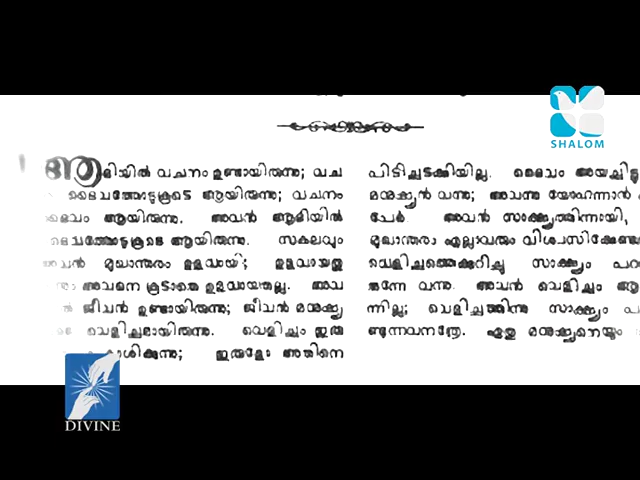 SHALOM
ആദിയിൽ വചനം ഉണ്ടായിരുന്നു; വച
ദൈവത്തോടുകൂടെ ആയിരുന്നു; വചനം
ദൈവം ആയിരുന്നു. അവൻ ആദിയിൽ
ദൈവത്തോടുകൂടെ ആയിരുന്നു. സകലവും
അവൻ മുഖാന്തരം ഉളവായി; ഉളവായതു
അവനെ കൂടാതെ ഉളവായതല്ല. അവ
ജീവൻ ഉണ്ടായിരുന്നു; ജീവൻ മനുഷ്യ
വെളിച്ചമായിരുന്നു. വെളിച്ചം ഇരു
ഇരുളോ അതിനെ
പിടിച്ചടക്കിയില്ല. ദൈവം അയച്ചിട്ടു
മനുഷ്യൻ വന്നു; അവന്നു യോഹന്നാൻ
പേർ. അവൻ സാക്ഷ്യത്തിന്നായി,
മുഖാന്തരം എല്ലാവരും വിശ്വസിക്കേണ്ട
വെളിച്ചത്തെക്കുറിച്ചു സാക്ഷ്യം പറ
തന്നേ വന്നു. അവൻ വെളിച്ചം ആ
ന്നില്ല; വെളിച്ചത്തിന്നു സാക്ഷ്യം പ
ണ്ടുന്നവനത്രേ. ഏതു മനുഷ്യനെയും
DIVINE